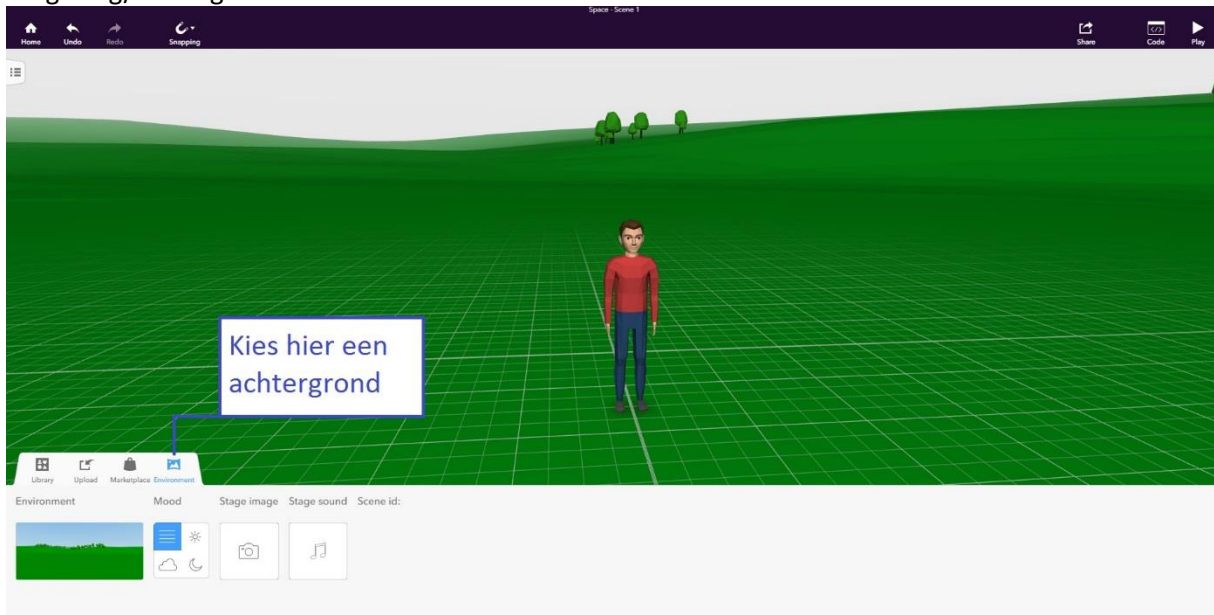 Space - Scene 1
Home Undo Redo Snapping Share Code Play
Kies hier een
achtergrond
Library Upload Marketplace Environment
Environment Mood Stage image Stage sound Scene id: